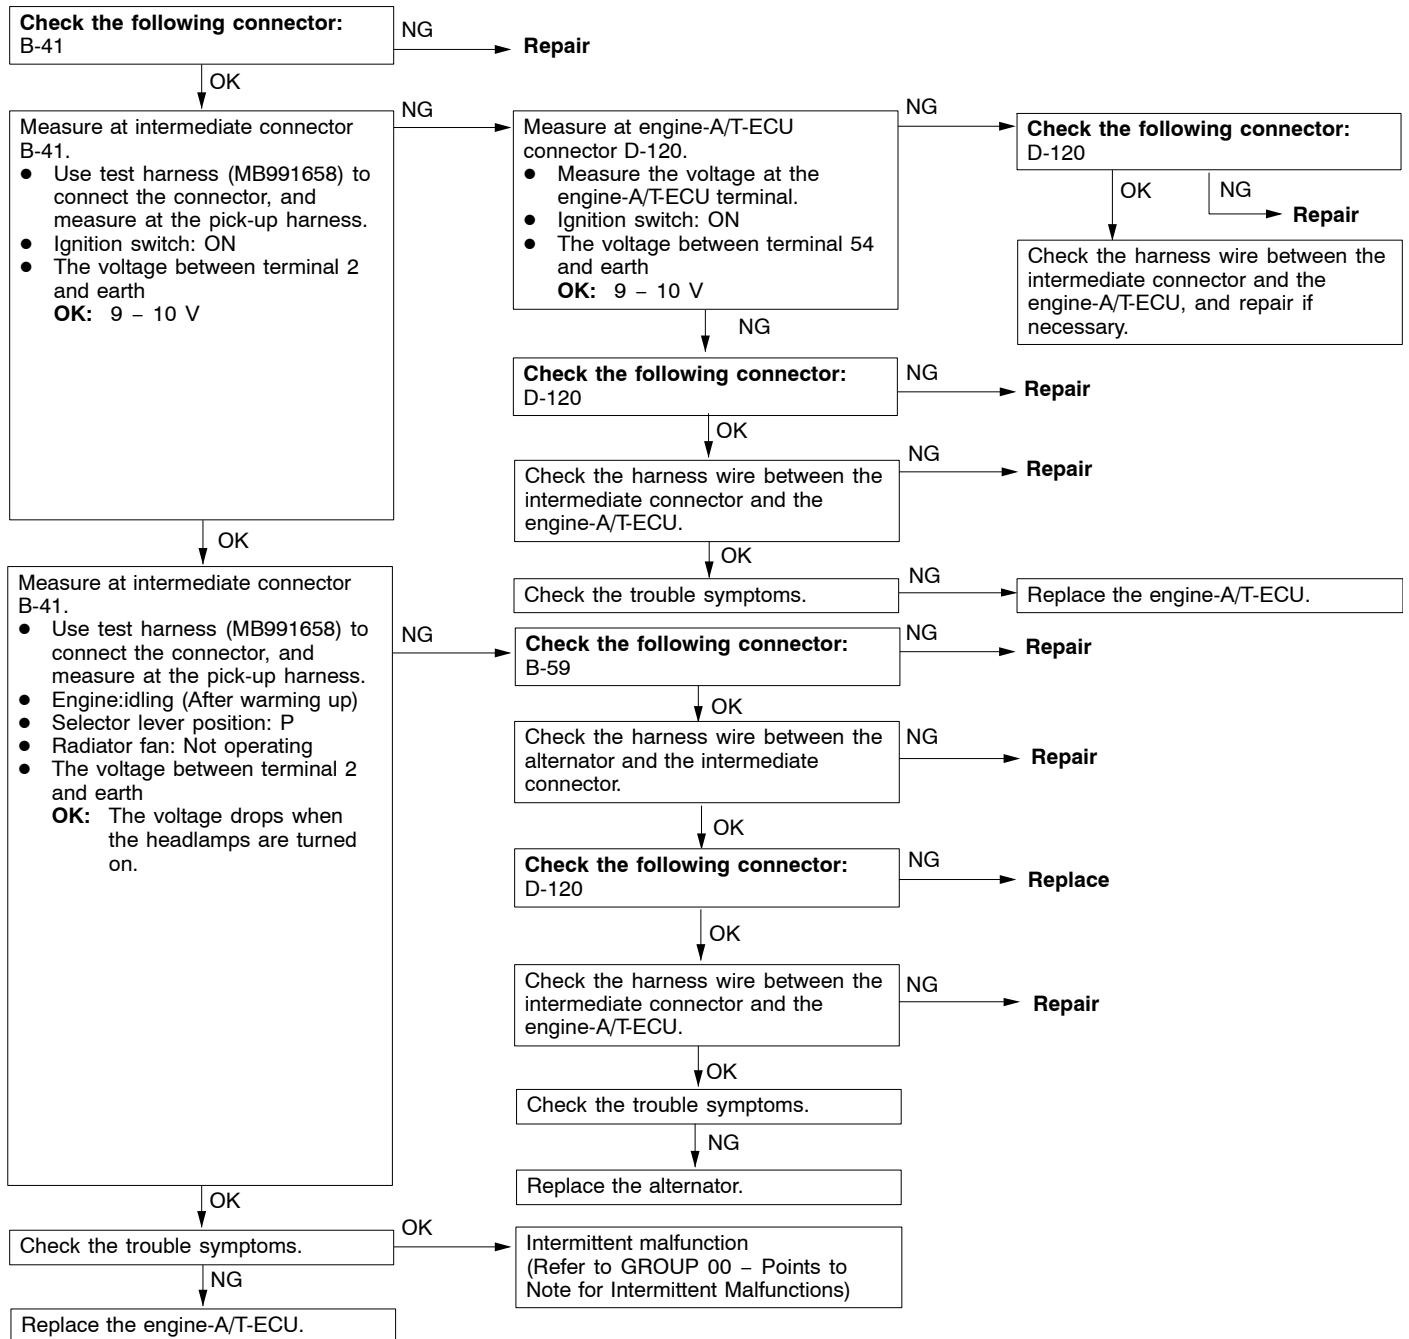 Check the following connector:
B-41
NG
Repair
OK
Measure at intermediate connector
B-41.
● Use test harness (MB991658) to
connect the connector, and
measure at the pick-up harness.
● Ignition switch: ON
● The voltage between terminal 2
and earth
OK: 9 – 10 V
NG
Measure at engine-A/T-ECU
connector D-120.
● Measure the voltage at the
engine-A/T-ECU terminal.
● Ignition switch: ON
● The voltage between terminal 54
and earth
OK: 9 – 10 V
NG
Check the following connector:
D-120
OK
NG
Repair
Check the harness wire between the
intermediate connector and the
engine-A/T-ECU, and repair if
necessary.
NG
Check the following connector:
D-120
NG
Repair
OK
Check the harness wire between the
intermediate connector and the
engine-A/T-ECU.
NG
Repair
OK
Check the trouble symptoms.
NG
Replace the engine-A/T-ECU.
OK
Measure at intermediate connector
B-41.
● Use test harness (MB991658) to
connect the connector, and
measure at the pick-up harness.
● Engine:idling (After warming up)
● Selector lever position: P
● Radiator fan: Not operating
● The voltage between terminal 2
and earth
OK: The voltage drops when
the headlamps are turned
on.
NG
Check the following connector:
B-59
NG
Repair
OK
Check the harness wire between the
alternator and the intermediate
connector.
NG
Repair
OK
Check the following connector:
D-120
NG
Replace
OK
Check the harness wire between the
intermediate connector and the
engine-A/T-ECU.
NG
Repair
OK
Check the trouble symptoms.
NG
Replace the alternator.
OK
Check the trouble symptoms.
OK
Intermittent malfunction
(Refer to GROUP 00 – Points to
Note for Intermittent Malfunctions)
NG
Replace the engine-A/T-ECU.